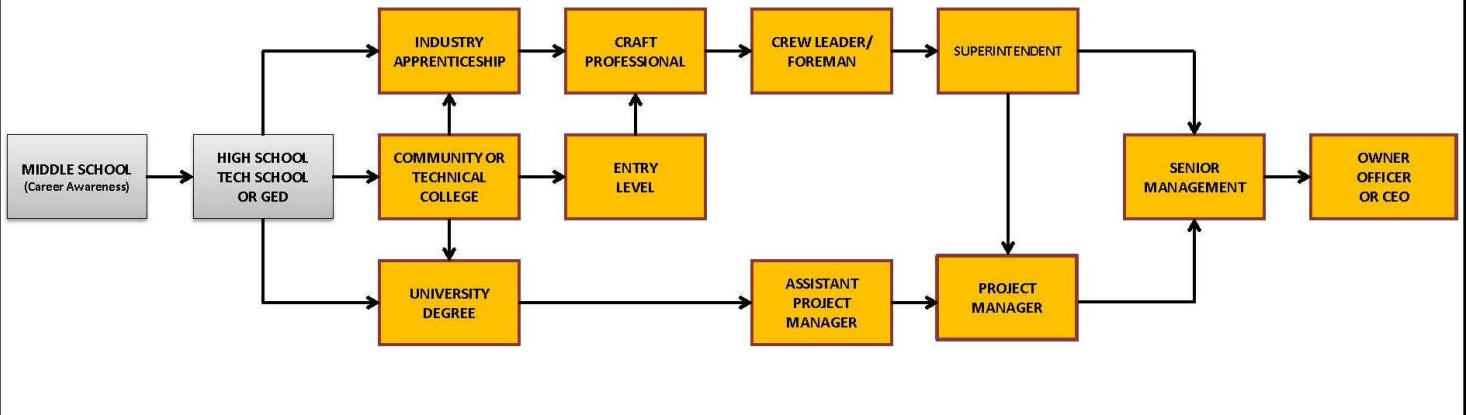 INDUSTRY
APPRENTICESHIP
CRAFT
PROFESSIONAL
CREW LEADER/
FOREMAN
SUPERINTENDENT
MIDDLE SCHOOL
(Career Awareness)
HIGH SCHOOL
TECH SCHOOL
OR GED
COMMUNITY OR
TECHNICAL
COLLEGE
ENTRY
LEVEL
SENIOR
MANAGEMENT
OWNER
OFFICER
OR CEO
UNIVERSITY
DEGREE
ASSISTANT
PROJECT
MANAGER
PROJECT
MANAGER